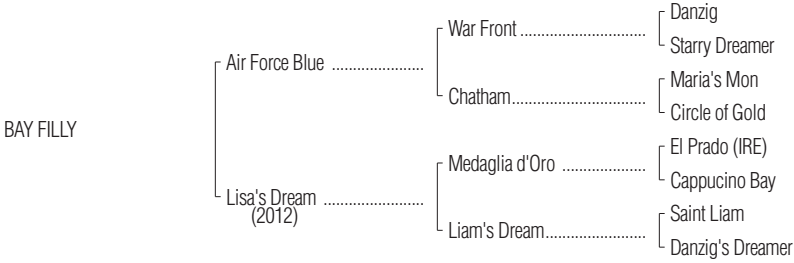 Danzig
War Front ..............................
Starry Dreamer
Air Force Blue ......................
Maria's Mon
Chatham................................
Circle of Gold
BAY FILLY
El Prado (IRE)
Medaglia d'Oro ....................
Cappucino Bay
Lisa's Dream ........................
(2012)
Saint Liam
Liam's Dream........................
Danzig's Dreamer